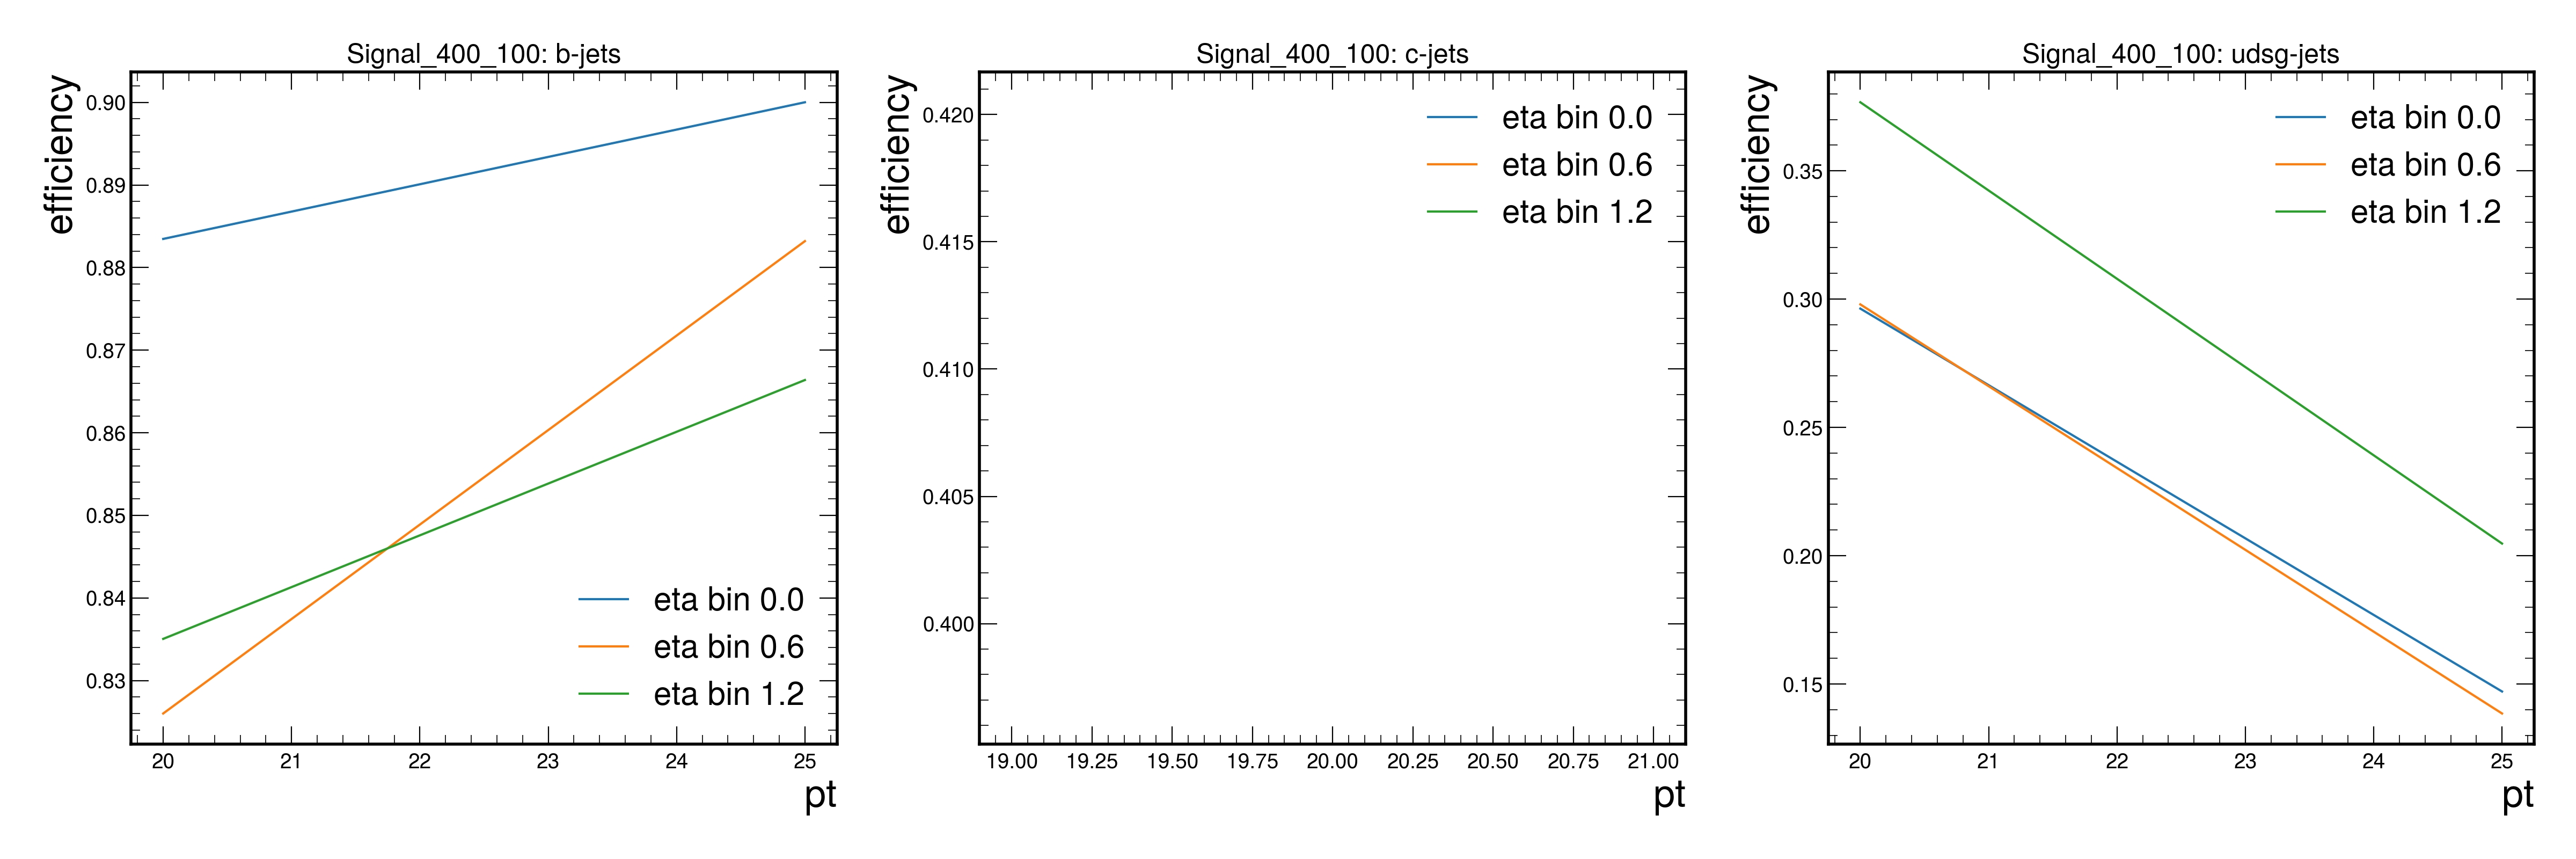 Signal_400_100: b-jets
efficiency
0.90
0.89
0.88
0.87
0.86
0.85
0.84
0.83
eta bin 0.0
eta bin 0.6
eta bin 1.2
20 21 22 23 24 25
pt
Signal_400_100: c-jets
efficiency
0.420
0.415
0.410
0.405
0.400
eta bin 0.0
eta bin 0.6
eta bin 1.2
19.00 19.25 19.50 19.75 20.00 20.25 20.50 20.75 21.00
pt
Signal_400_100: udsg-jets
efficiency
0.35
0.30
0.25
0.20
0.15
eta bin 0.0
eta bin 0.6
eta bin 1.2
20 21 22 23 24 25
pt